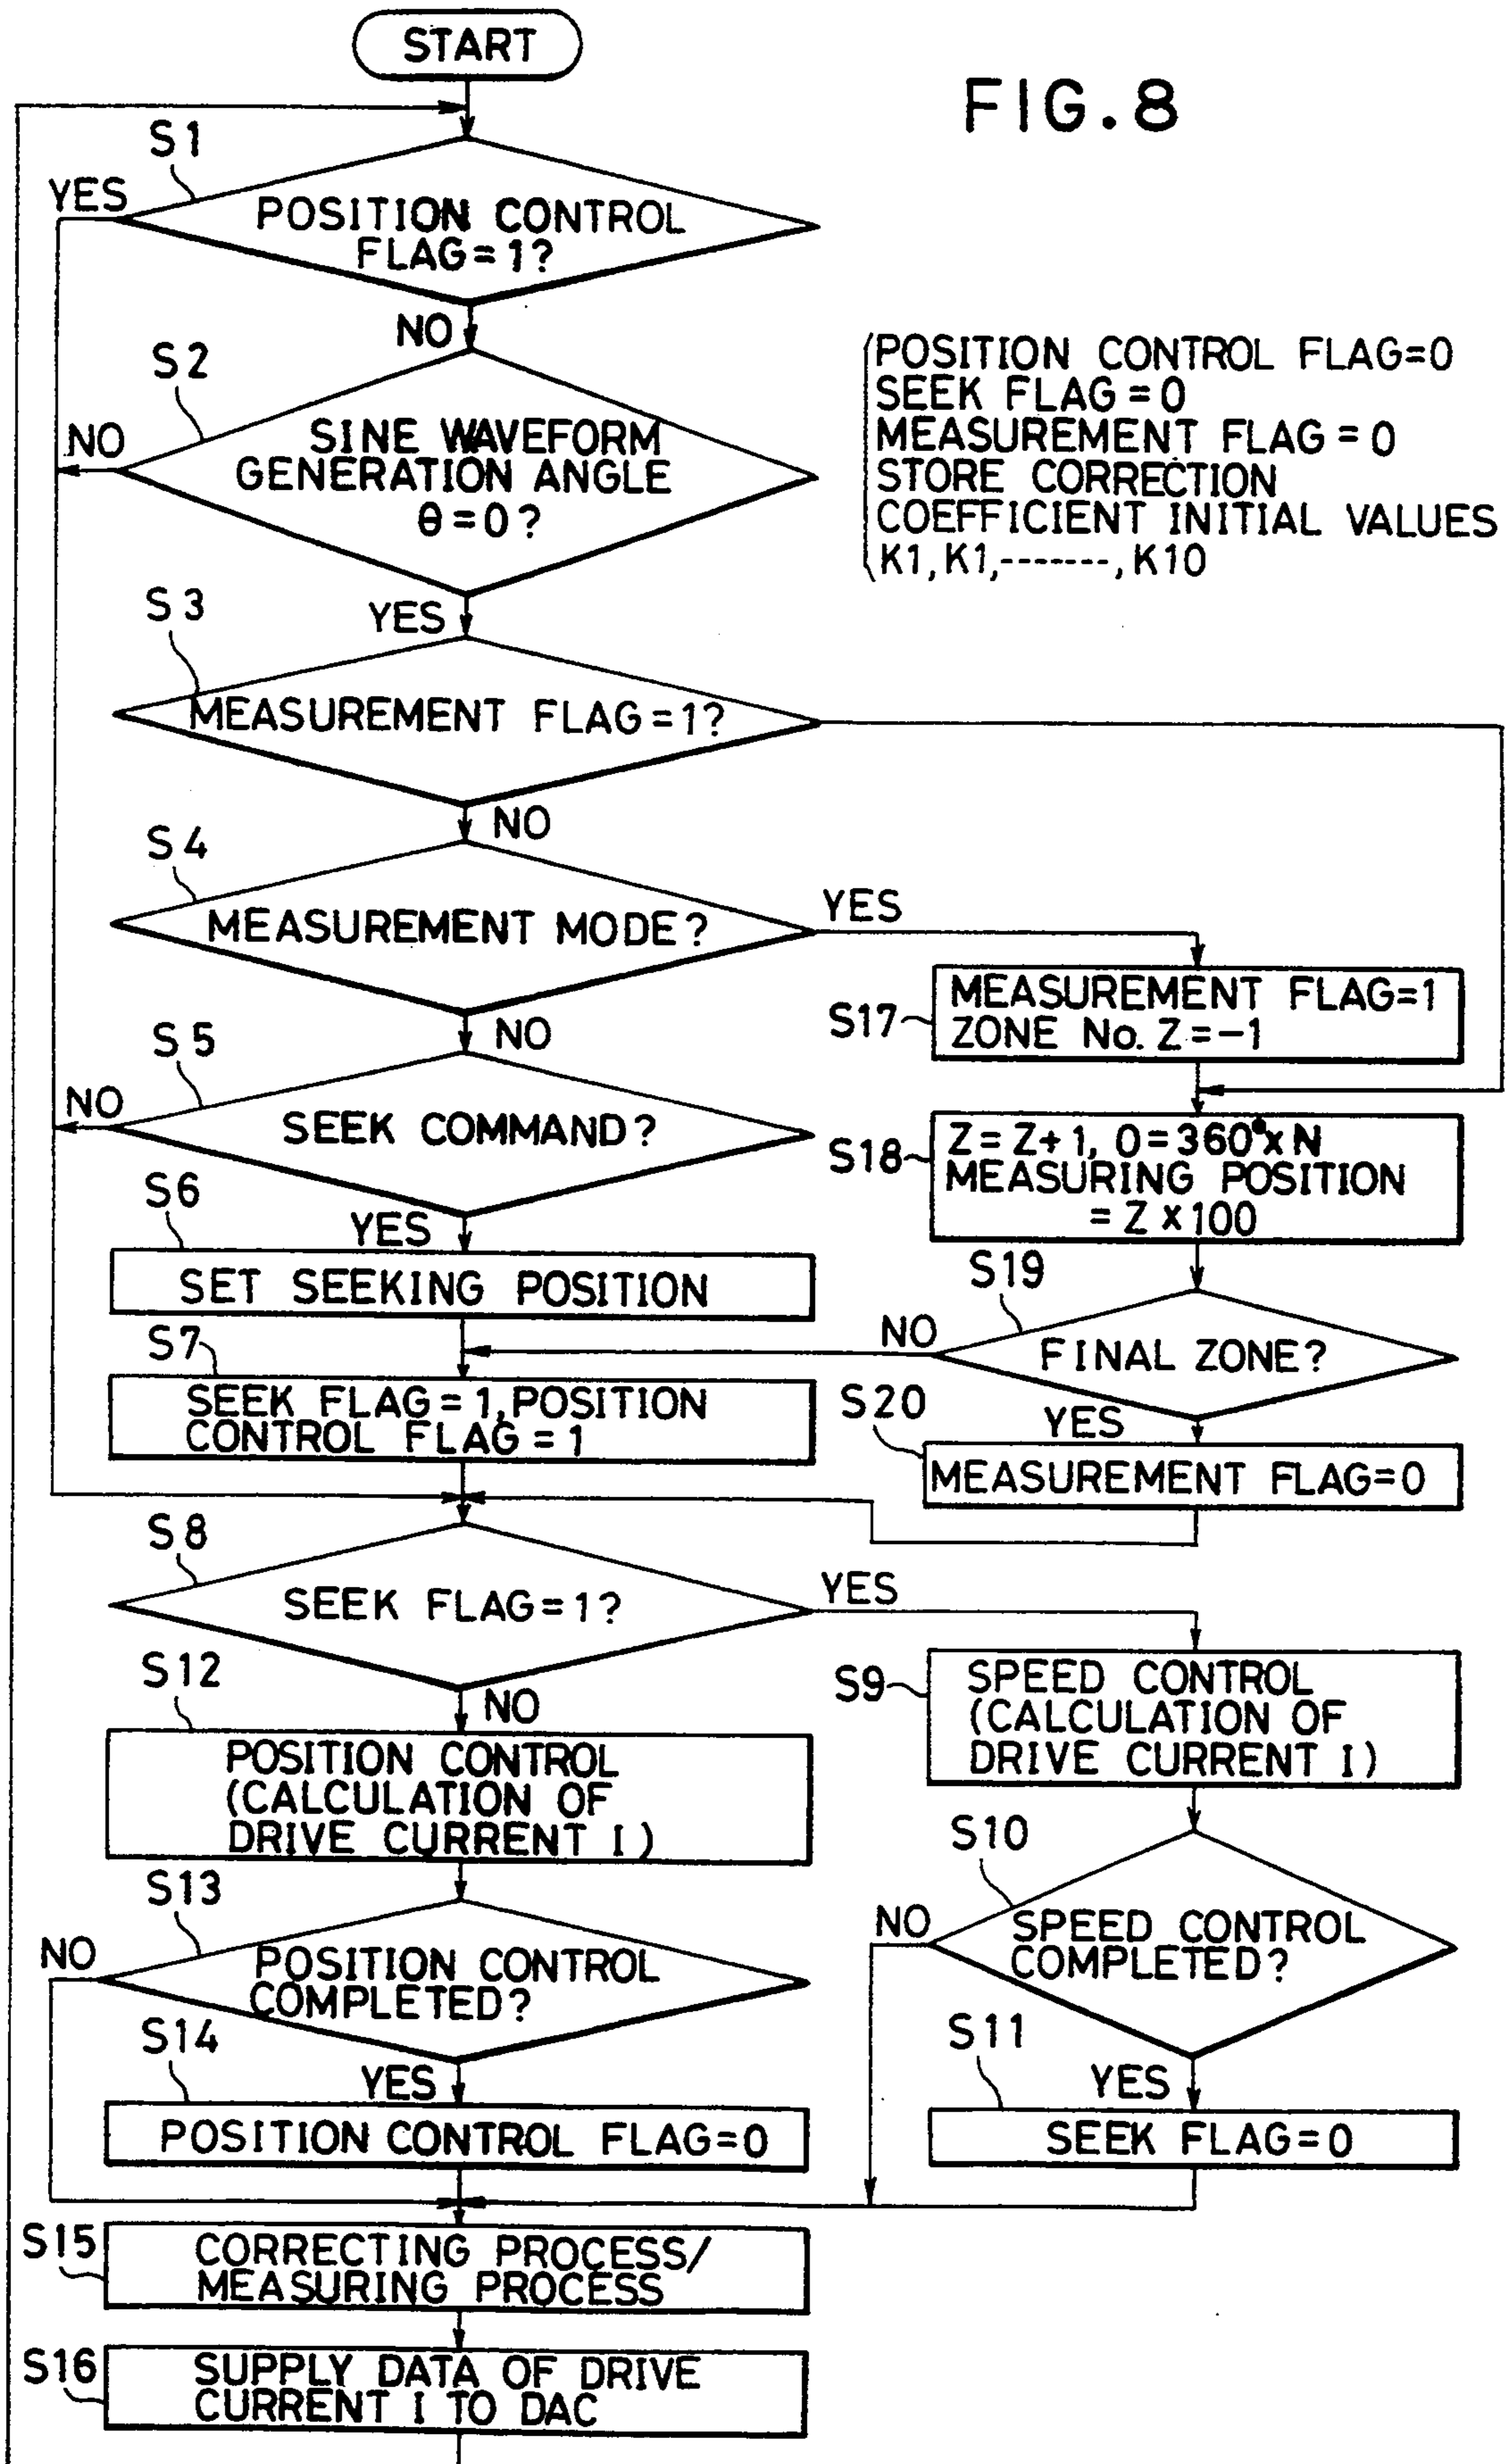 START
FIG. 8
S1
YES
POSITION CONTROL
FLAG=1?
NO
POSITION CONTROL FLAG=0
SEEK FLAG=0
MEASUREMENT FLAG=0
STORE CORRECTION
COEFFICIENT INITIAL VALUES
K1, K1, -------, K10
S2
NO
SINE WAVEFORM
GENERATION ANGLE
θ=0?
YES
S3
MEASUREMENT FLAG=1?
NO
S4
MEASUREMENT MODE?
YES
NO
S17
MEASUREMENT FLAG=1
ZONE No. Z=-1
S5
NO
SEEK COMMAND?
YES
S18
Z=Z+1, 0=360°×N
MEASURING POSITION
=Z×100
S6
SET SEEKING POSITION
S19
NO
FINAL ZONE?
YES
S7
SEEK FLAG=1, POSITION
CONTROL FLAG=1
S20
MEASUREMENT FLAG=0
S8
SEEK FLAG=1?
YES
NO
S9
SPEED CONTROL
(CALCULATION OF
DRIVE CURRENT I)
S12
POSITION CONTROL
(CALCULATION OF
DRIVE CURRENT I)
S10
NO
SPEED CONTROL
COMPLETED?
YES
S13
NO
POSITION CONTROL
COMPLETED?
YES
S11
SEEK FLAG=0
S14
POSITION CONTROL FLAG=0
S15
CORRECTING PROCESS/
MEASURING PROCESS
S16
SUPPLY DATA OF DRIVE
CURRENT I TO DAC